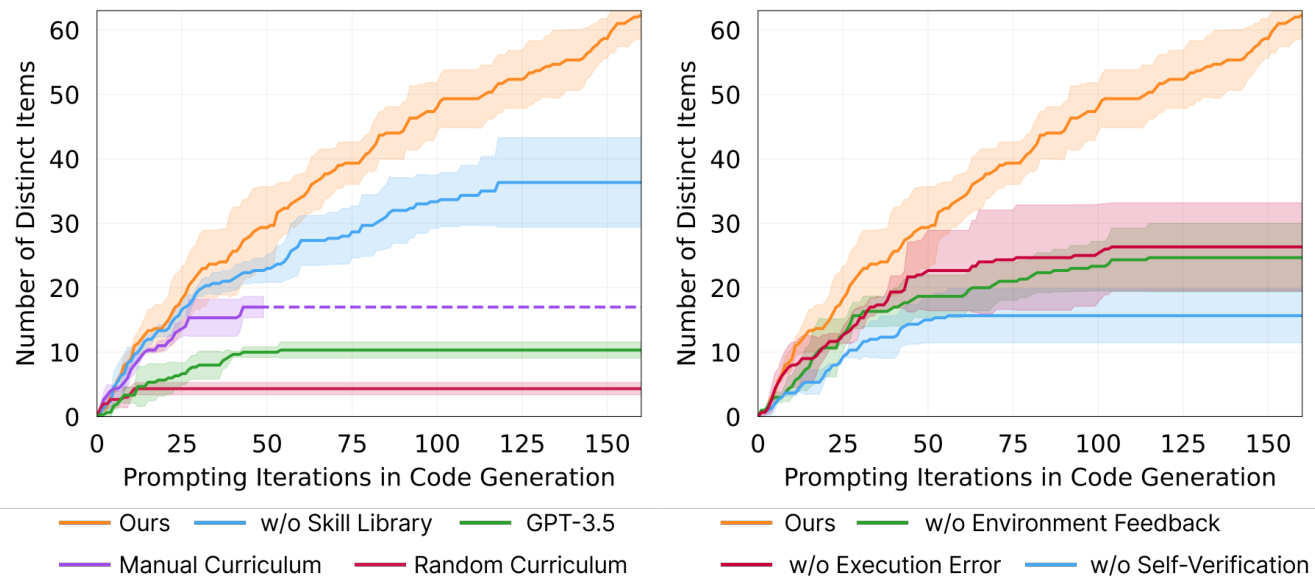 Number of Distinct Items
60
50
40
30
20
10
0
0 25 50 75 100 125 150
Prompting Iterations in Code Generation
Ours w/o Skill Library GPT-3.5
Manual Curriculum Random Curriculum
Number of Distinct Items
60
50
40
30
20
10
0
0 25 50 75 100 125 150
Prompting Iterations in Code Generation
Ours w/o Environment Feedback
w/o Execution Error w/o Self-Verification